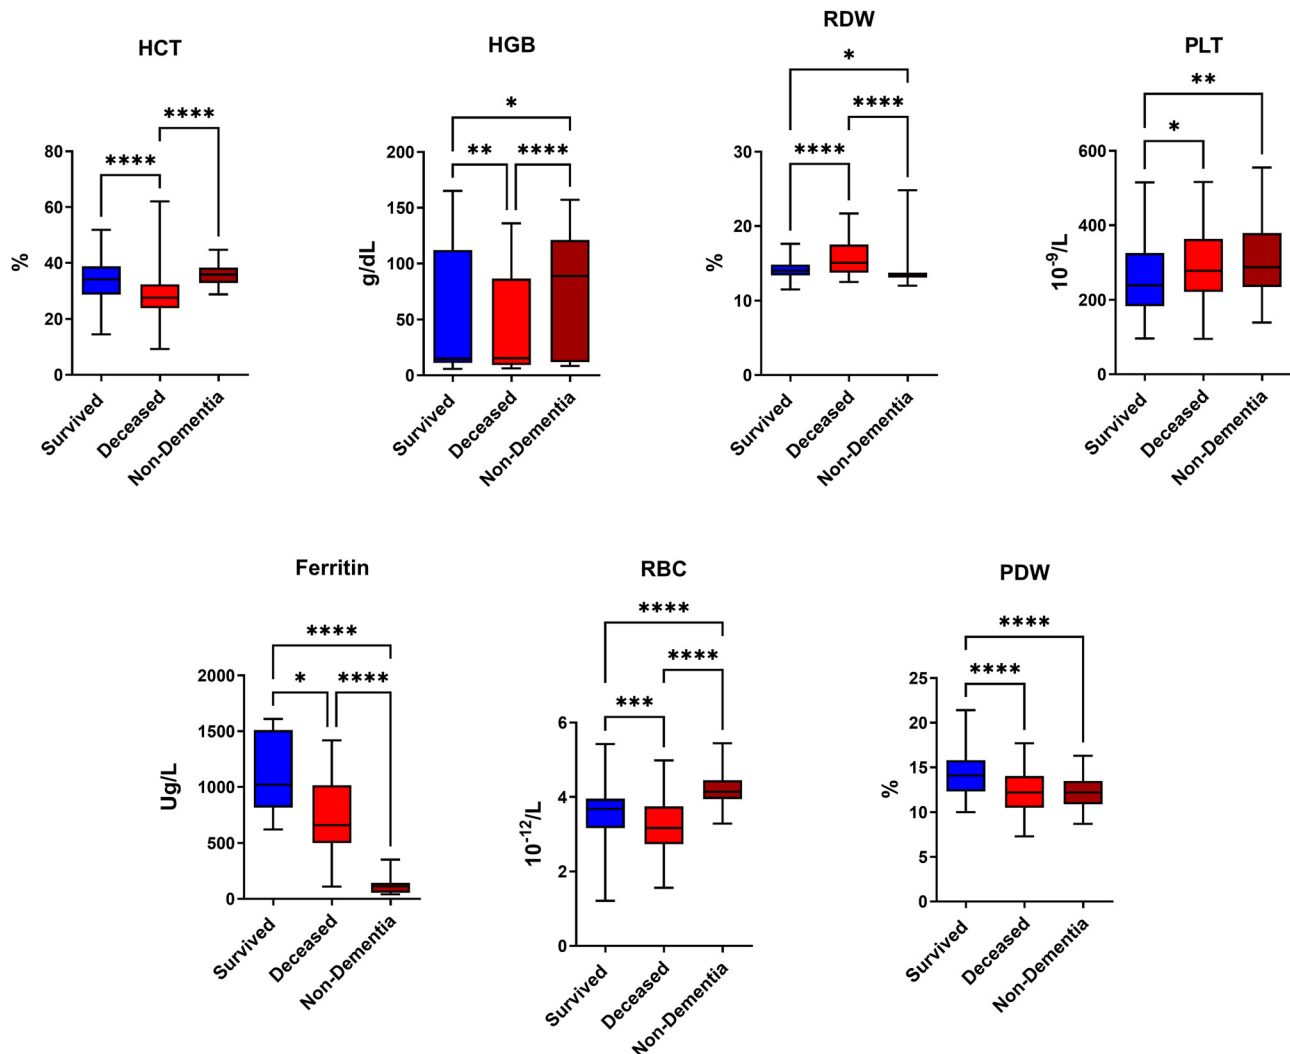 HCT
****
****
80
60
40
20
0
%
Survived
Deceased
Non-Dementia
HGB
*
**
****
200
150
100
50
0
g/dL
Survived
Deceased
Non-Dementia
RDW
*
****
****
30
20
10
0
%
Survived
Deceased
Non-Dementia
PLT
**
*
600
400
200
0
10⁻⁹/L
Survived
Deceased
Non-Dementia
Ferritin
****
*
****
2000
1500
1000
500
0
Ug/L
Survived
Deceased
Non-Dementia
RBC
****
****
***
6
4
2
0
10⁻¹²/L
Survived
Deceased
Non-Dementia
PDW
****
****
25
20
15
10
5
0
%
Survived
Deceased
Non-Dementia